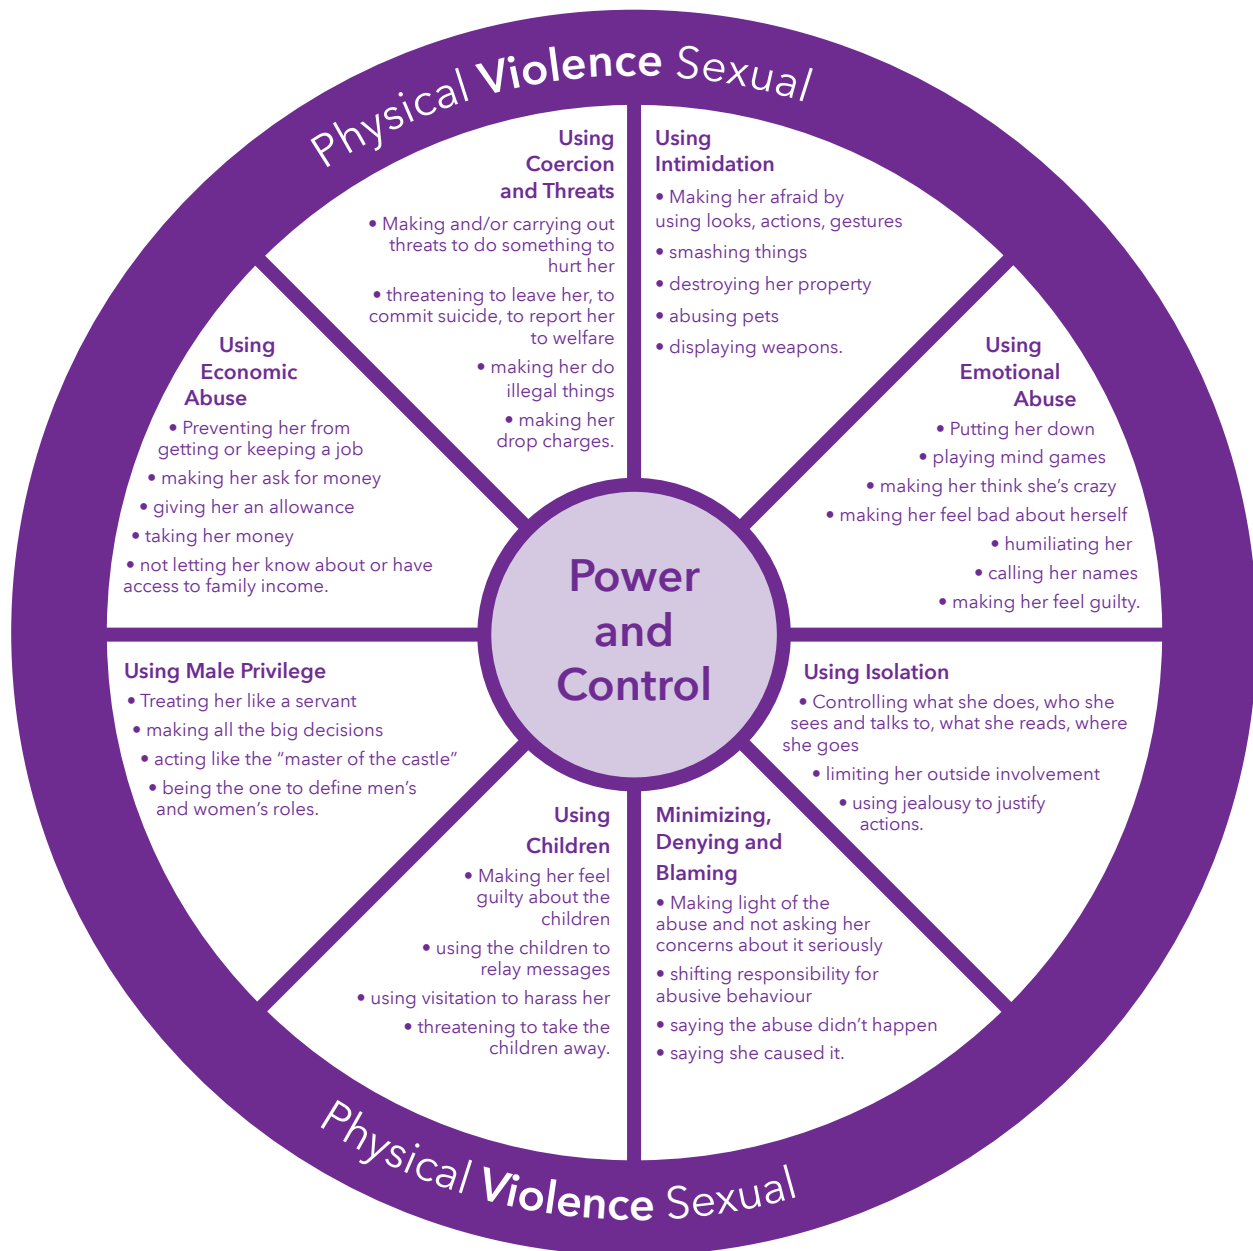 Physical Violence Sexual
Using
Coercion
and Threats
• Making and/or carrying out
threats to do something to
hurt her
• threatening to leave her, to
commit suicide, to report her
to welfare
• making her do
illegal things
• making her
drop charges.
Using
Intimidation
• Making her afraid by
using looks, actions, gestures
• smashing things
• destroying her property
• abusing pets
• displaying weapons.
Using
Emotional
Abuse
• Putting her down
• playing mind games
• making her think she’s crazy
• making her feel bad about herself
• humiliating her
• calling her names
• making her feel guilty.
Using Isolation
• Controlling what she does, who she
sees and talks to, what she reads, where
she goes
• limiting her outside involvement
• using jealousy to justify
actions.
Minimizing,
Denying and
Blaming
• Making light of the
abuse and not asking her
concerns about it seriously
• shifting responsibility for
abusive behaviour
• saying the abuse didn’t happen
• saying she caused it.
Using
Children
• Making her feel
guilty about the
children
• using the children to
relay messages
• using visitation to harass her
• threatening to take the
children away.
Using Male Privilege
• Treating her like a servant
• making all the big decisions
• acting like the “master of the castle”
• being the one to define men’s
and women’s roles.
Using
Economic
Abuse
• Preventing her from
getting or keeping a job
• making her ask for money
• giving her an allowance
• taking her money
• not letting her know about or have
access to family income.
Power
and
Control
Physical Violence Sexual